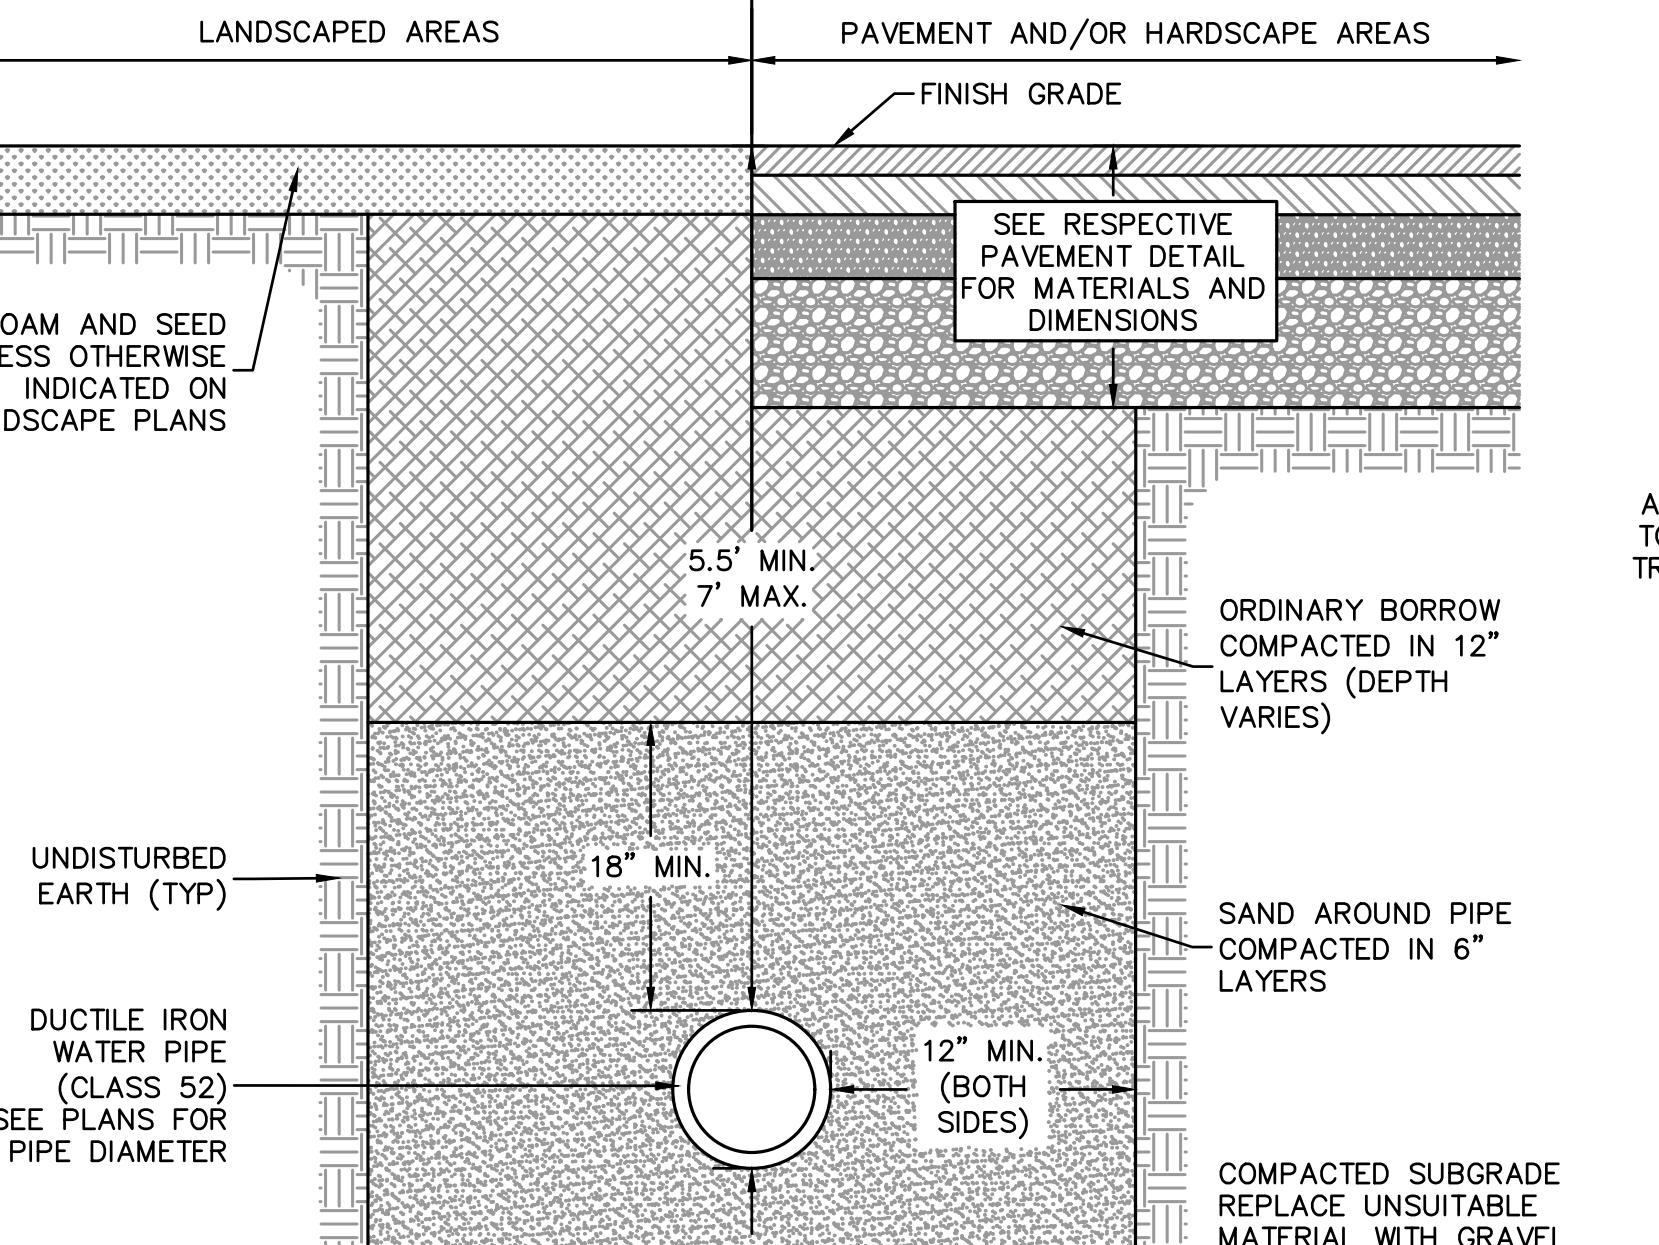 LANDSCAPED AREAS
PAVEMENT AND/OR HARDSCAPE AREAS
FINISH GRADE
SEE RESPECTIVE
PAVEMENT DETAIL
FOR MATERIALS AND
DIMENSIONS
OAM AND SEED
ESS OTHERWISE
INDICATED ON
DSCAPE PLANS
5.5' MIN.
7' MAX.
ORDINARY BORROW
COMPACTED IN 12"
LAYERS (DEPTH
VARIES)
UNDISTURBED
EARTH (TYP)
18" MIN.
SAND AROUND PIPE
COMPACTED IN 6"
LAYERS
DUCTILE IRON
WATER PIPE
(CLASS 52)
SEE PLANS FOR
PIPE DIAMETER
12" MIN.
(BOTH
SIDES)
COMPACTED SUBGRADE
REPLACE UNSUITABLE
MATERIAL WITH GRAVEL